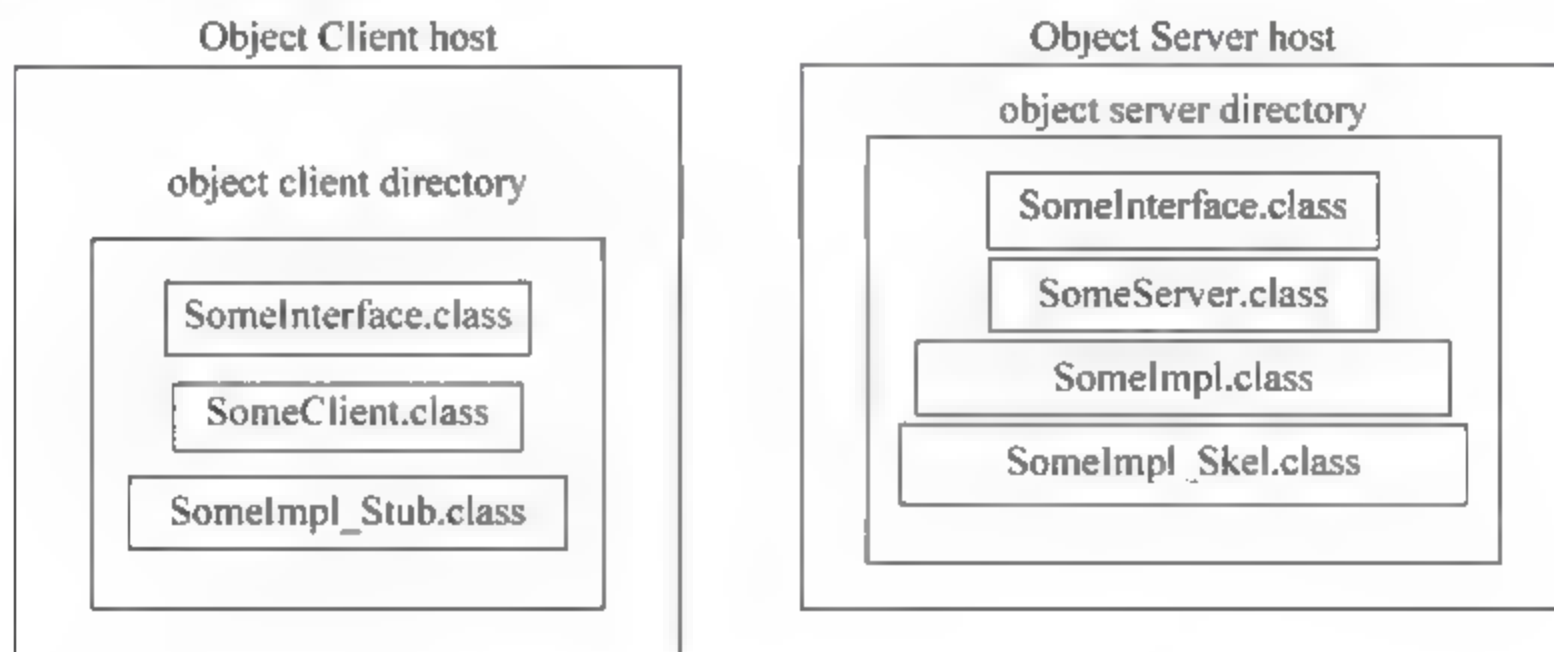 Object Client host
object client directory
SomeInterface.class
SomeClient.class
SomeImpl_Stub.class
Object Server host
object server directory
SomeInterface.class
SomeServer.class
SomeImpl.class
SomeImpl_Skel.class